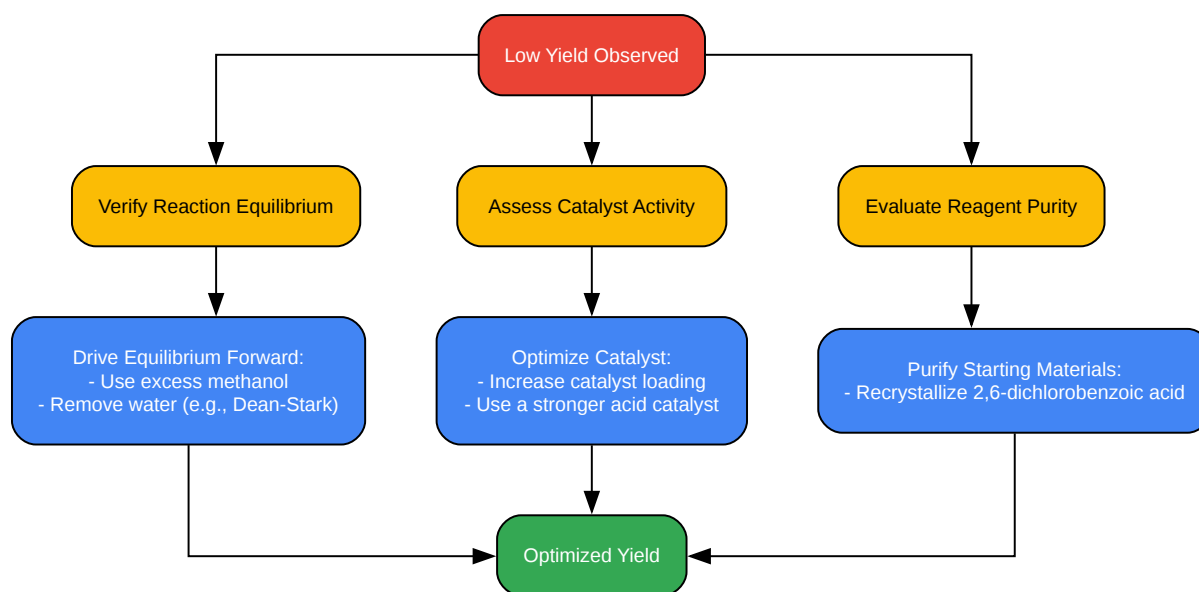 Low Yield Observed
Verify Reaction Equilibrium
Assess Catalyst Activity
Evaluate Reagent Purity
Drive Equilibrium Forward:
- Use excess methanol
- Remove water (e.g., Dean-Stark)
Optimize Catalyst:
- Increase catalyst loading
- Use a stronger acid catalyst
Purify Starting Materials:
- Recrystallize 2,6-dichlorobenzoic acid
Optimized Yield